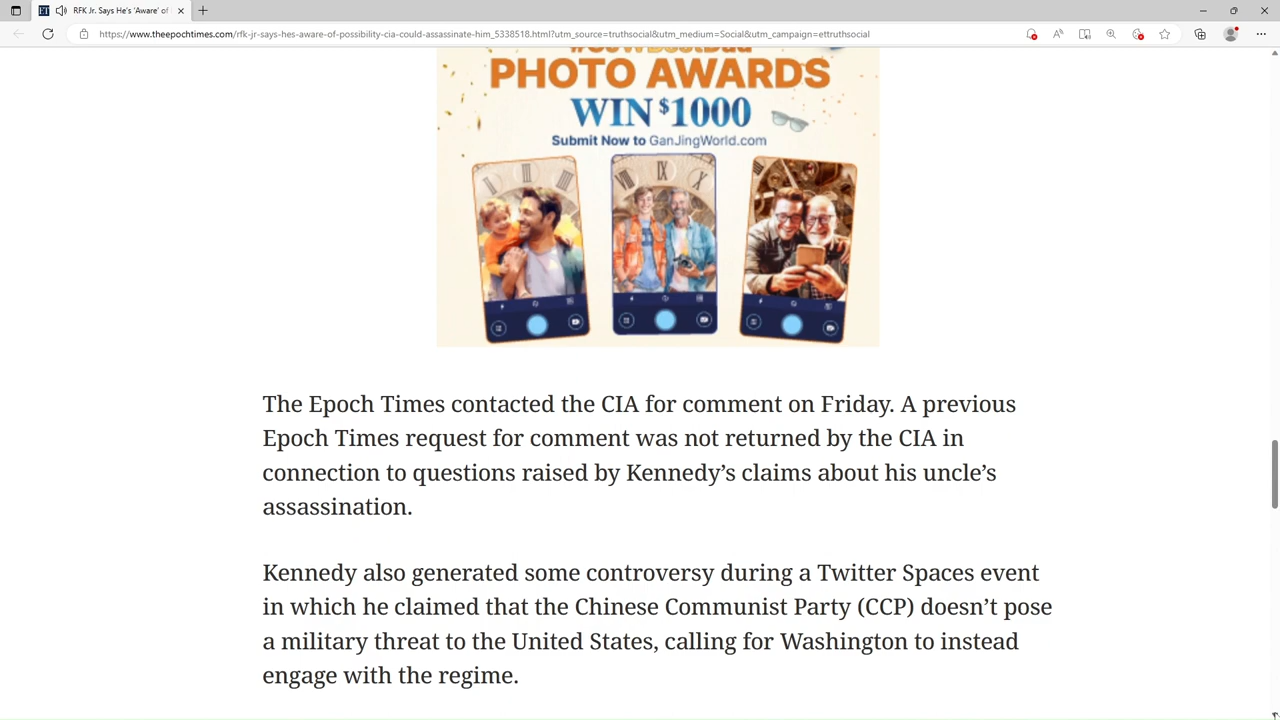 RFK Jr. Says He's 'Aware' of
https://www.theepochtimes.com/rfk-jr-says-hes-aware-of-possibility-cia-could-assassinate-him_5338518.html?utm_source=truthsocial&utm_medium=Social&utm_campaign=ettruthsocial
PHOTO AWARDS
WIN $1000
Submit Now to GanJingWorld.com
The Epoch Times contacted the CIA for comment on Friday. A previous
Epoch Times request for comment was not returned by the CIA in
connection to questions raised by Kennedy’s claims about his uncle’s
assassination.
Kennedy also generated some controversy during a Twitter Spaces event
in which he claimed that the Chinese Communist Party (CCP) doesn’t pose
a military threat to the United States, calling for Washington to instead
engage with the regime.